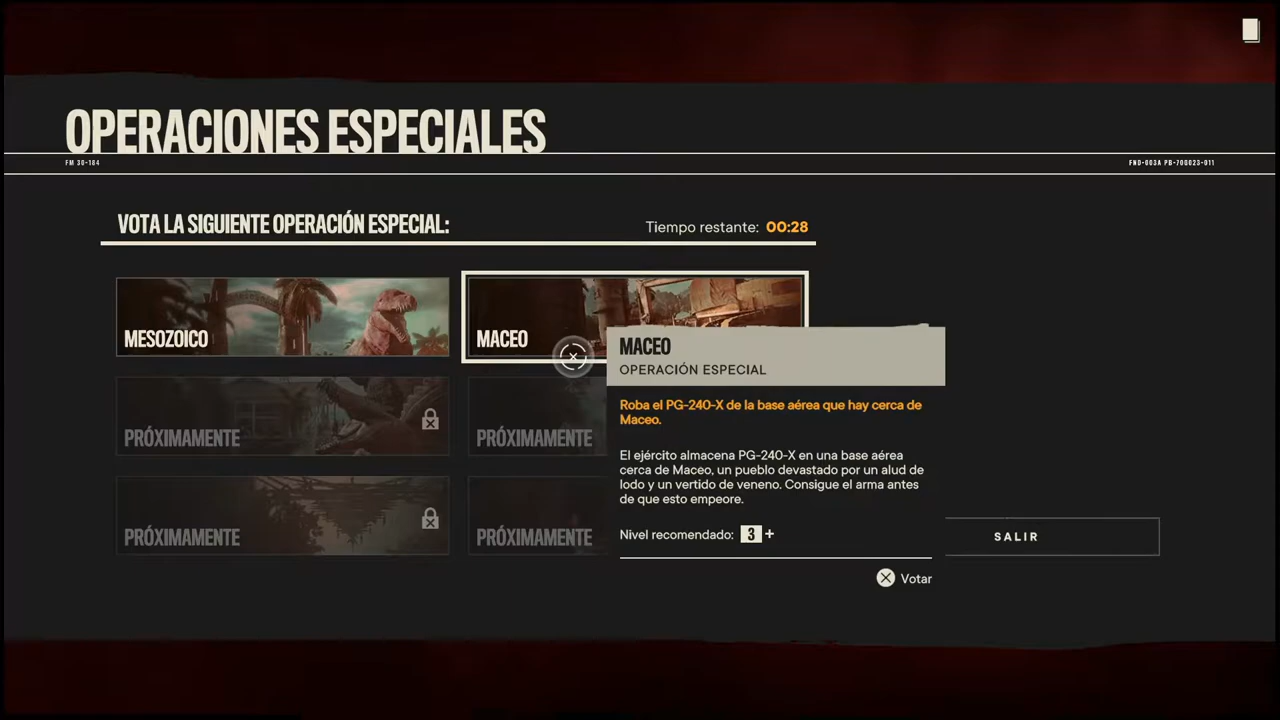 OPERACIONES ESPECIALES
FM 30-184
FND-003A PB-700023-011
VOTA LA SIGUIENTE OPERACIÓN ESPECIAL:
Tiempo restante: 00:28
MESOZOICO
MACEO
MACEO
OPERACIÓN ESPECIAL
Roba el PG-240-X de la base aérea que hay cerca de
Maceo.
El ejército almacena PG-240-X en una base aérea
cerca de Maceo, un pueblo devastado por un alud de
lodo y un vertido de veneno. Consigue el arma antes
de que esto empeore.
Nivel recomendado: 3 +
Votar
PRÓXIMAMENTE
PRÓXIMAMENTE
PRÓXIMAMENTE
PRÓXIMAMENTE
SALIR